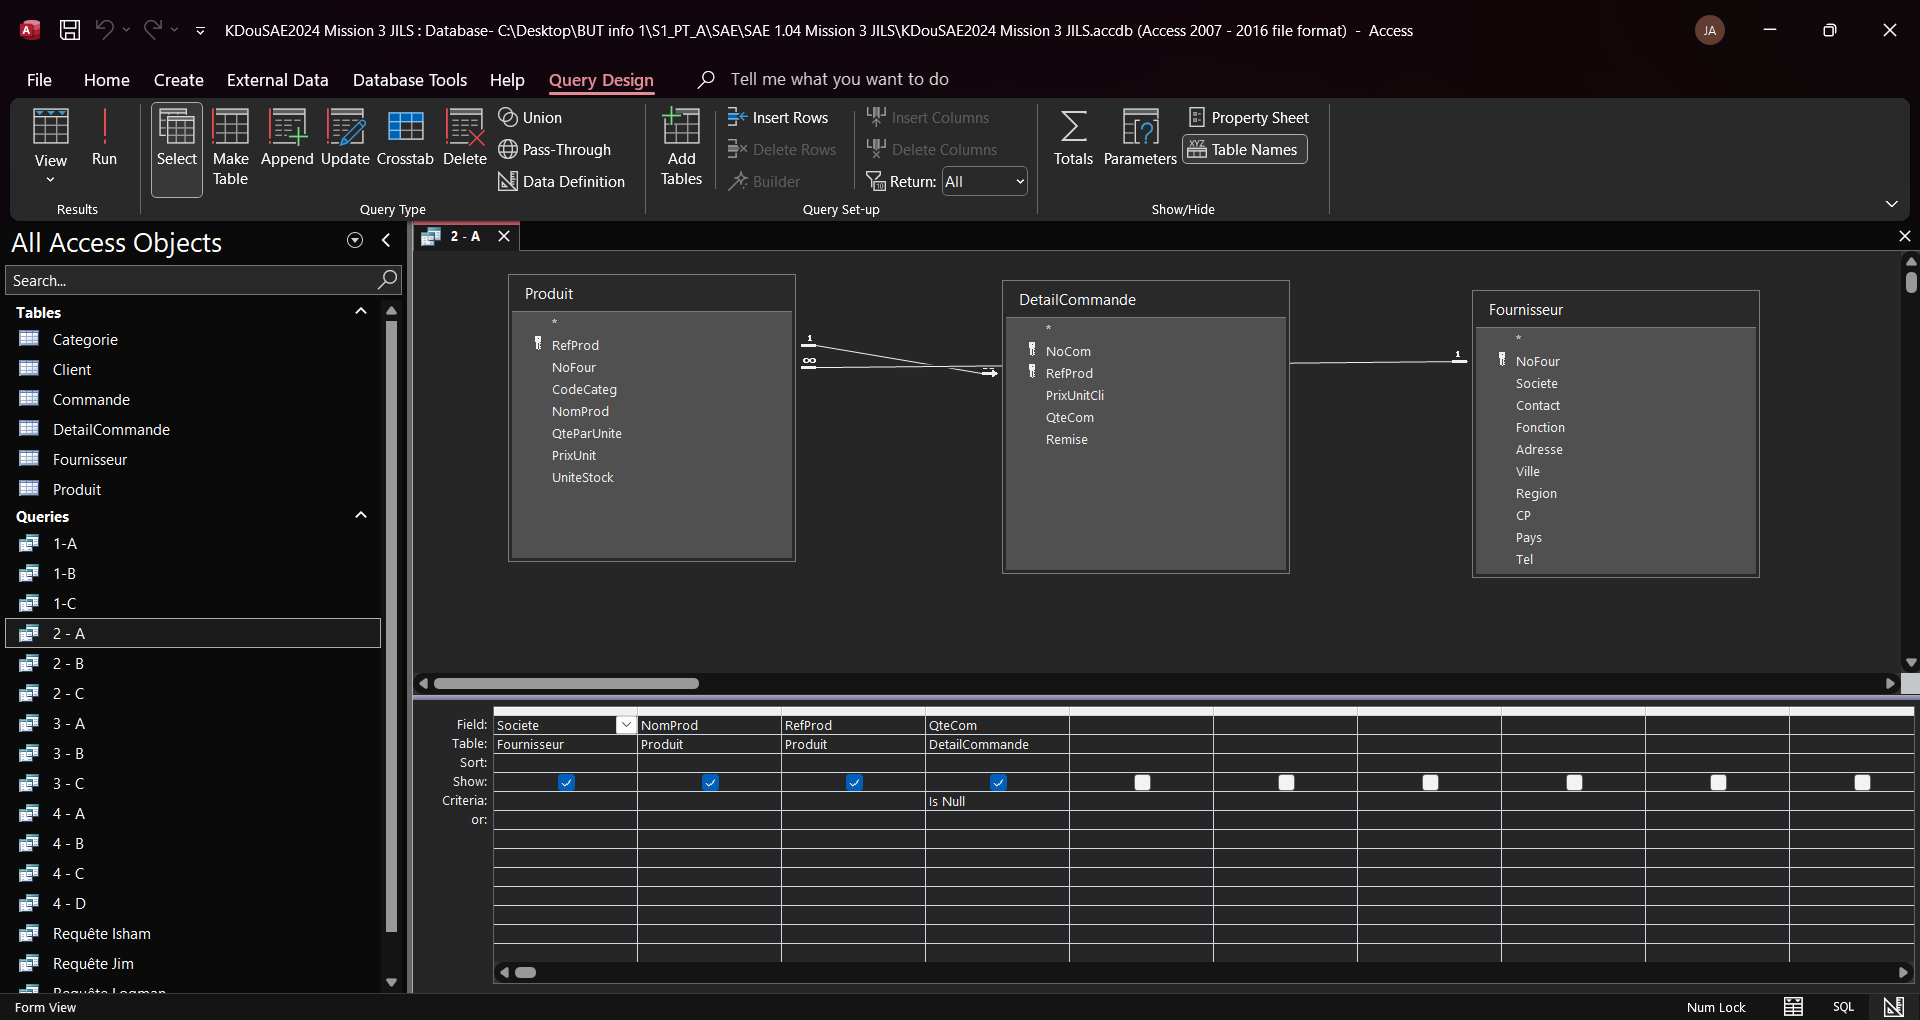 KDouSAE2024 Mission 3 JILS : Database- C:\Desktop\BUT info 1\S1_PT_A\SAE\SAE 1.04 Mission 3 JILS\KDouSAE2024 Mission 3 JILS.accdb (Access 2007 - 2016 file format) - Access
JA
File Home Create External Data Database Tools Help Query Design Tell me what you want to do
View
Run
Results
Select
Make Table
Append
Update
Crosstab
Delete
Union
Pass-Through
Data Definition
Query Type
Add Tables
Insert Rows
Delete Rows
Builder
Insert Columns
Delete Columns
Return: All
Query Set-up
Totals
Parameters
Property Sheet
Table Names
Show/Hide
All Access Objects
Search...
Tables
Categorie
Client
Commande
DetailCommande
Fournisseur
Produit
Queries
1-A
1-B
1-C
2 - A
2 - B
2 - C
3 - A
3 - B
3 - C
4 - A
4 - B
4 - C
4 - D
Requête Isham
Requête Jim
Requête Logman
2 - A
Produit
*
RefProd
NoFour
CodeCateg
NomProd
QteParUnite
PrixUnit
UniteStock
1
∞
DetailCommande
*
NoCom
RefProd
PrixUnitCli
QteCom
Remise
1
Fournisseur
*
NoFour
Societe
Contact
Fonction
Adresse
Ville
Region
CP
Pays
Tel
Field: Societe NomProd RefProd QteCom
Table: Fournisseur Produit Produit DetailCommande
Sort:
Show:
Criteria: Is Null
or:
Form View
Num Lock
SQL